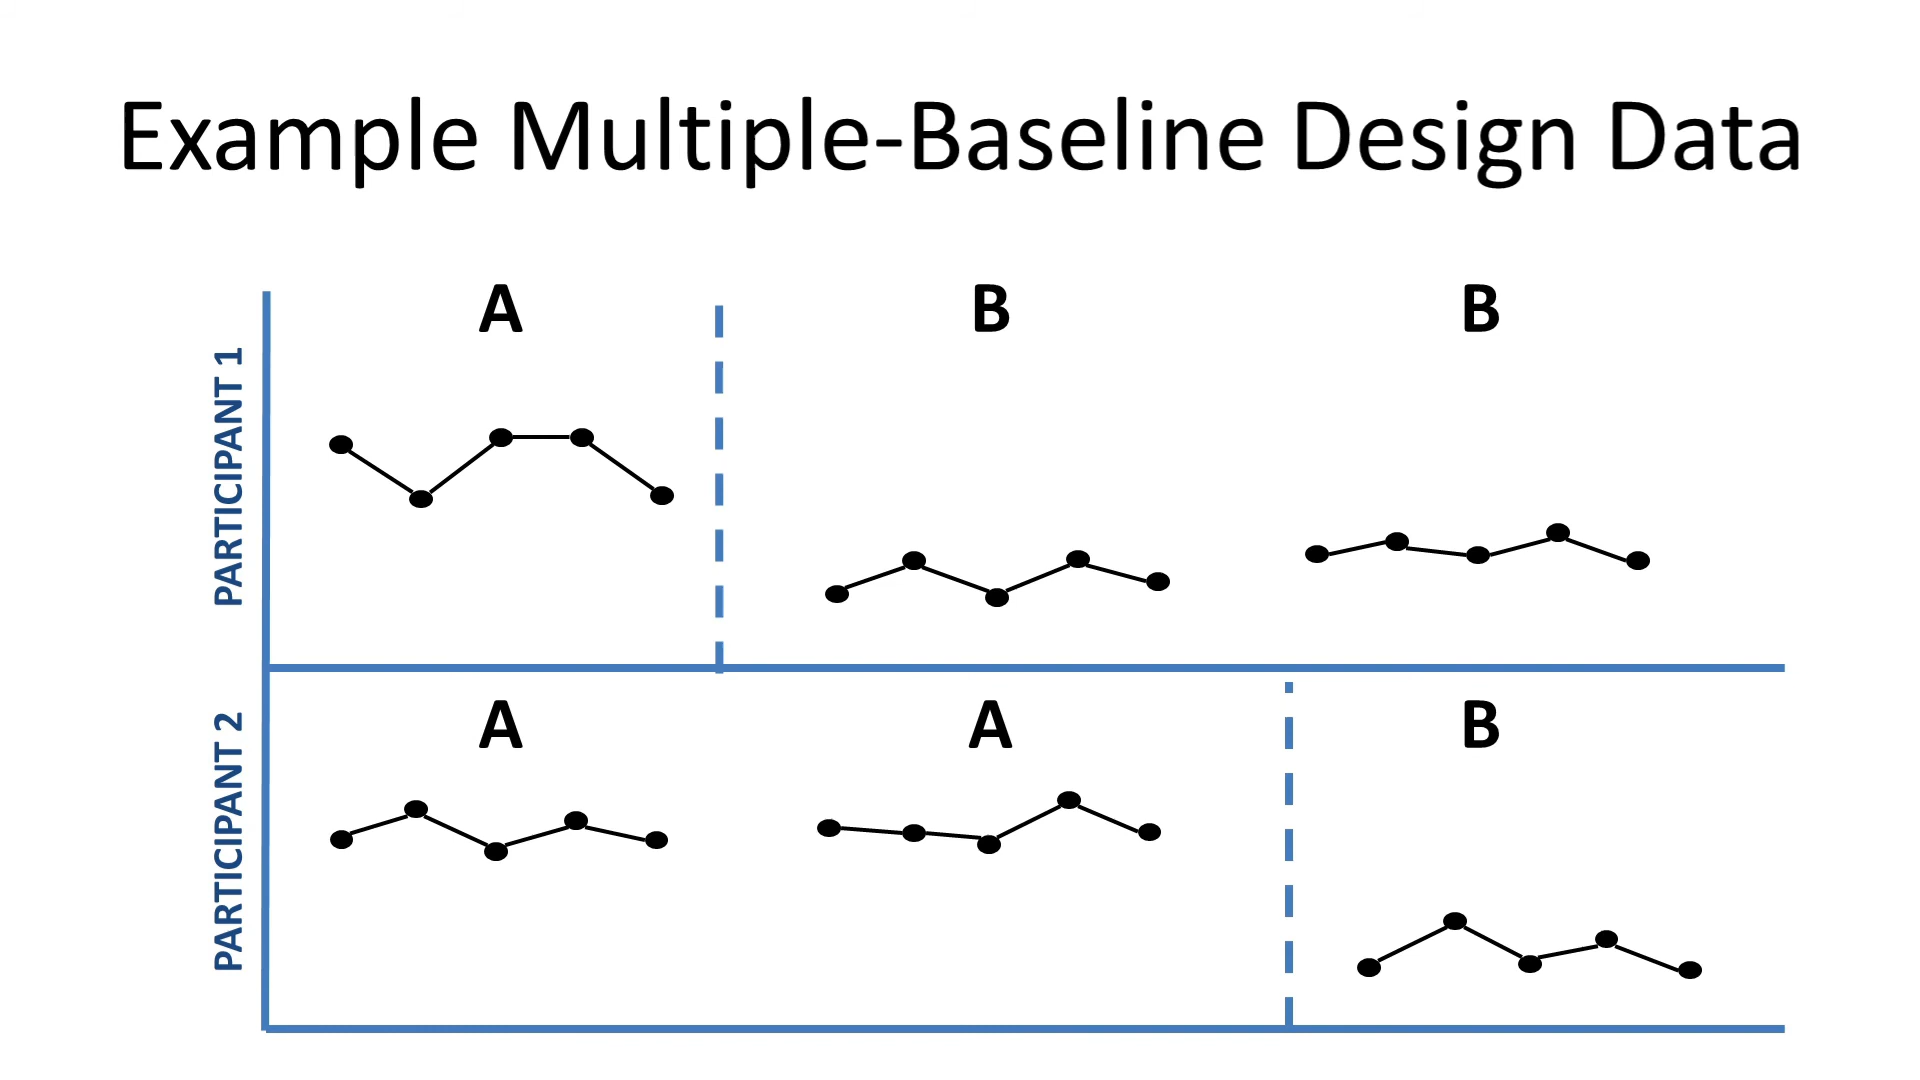 Example Multiple-Baseline Design Data
A B B
PARTICIPANT 1
A A B
PARTICIPANT 2